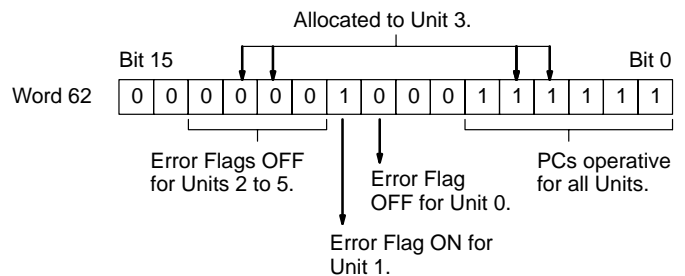 Allocated to Unit 3.
Bit 15 Bit 0
Word 62 0 0 0 0 0 0 1 0 0 0 1 1 1 1 1 1
Error Flags OFF
for Units 2 to 5.
PCs operative
for all Units.
Error Flag
OFF for Unit 0.
Error Flag ON for
Unit 1.